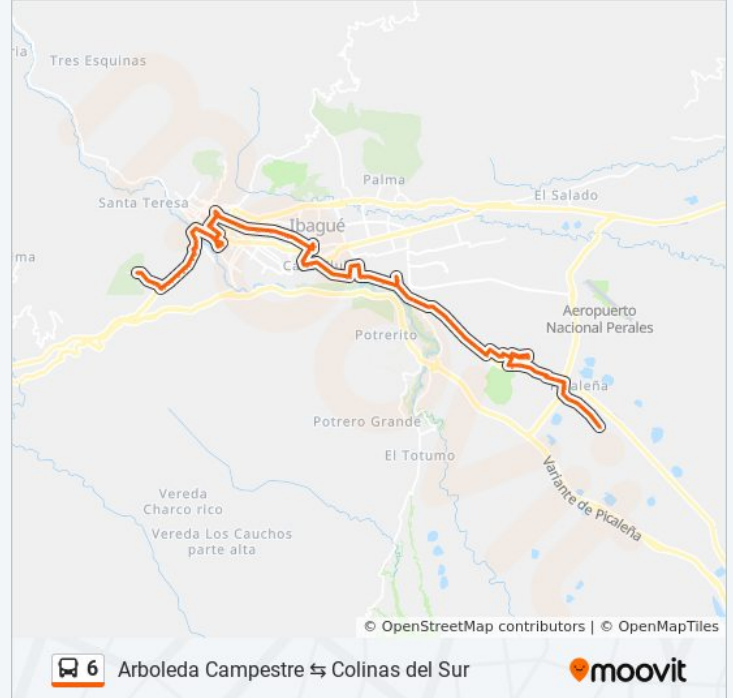 Tres Esquinas
Palma
El Salado
Santa Teresa
Ibagué
ma
Aeropuerto
Nacional Perales
Potrerito
Potrero Grande
El Totumo
Vereda
Charco rico
Variante de Picaleña
Vereda Los Cauchos
parte alta
© OpenStreetMap contributors | © OpenMapTiles
6 Arboleda Campestre ⇆ Colinas del Sur
moovit